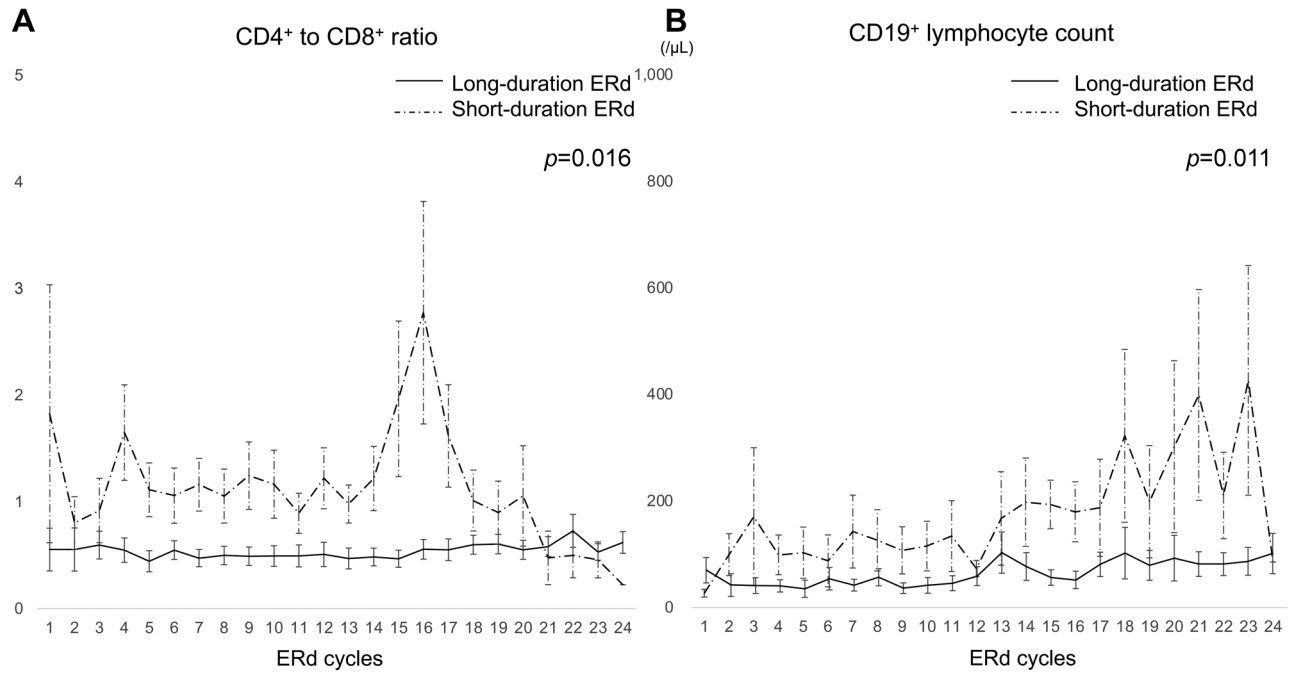 A
CD4⁺ to CD8⁺ ratio
5
4
3
2
1
0
Long-duration ERd
Short-duration ERd
p=0.016
1 2 3 4 5 6 7 8 9 10 11 12 13 14 15 16 17 18 19 20 21 22 23 24
ERd cycles
B
CD19⁺ lymphocyte count
(/μL)
1,000
800
600
400
200
0
Long-duration ERd
Short-duration ERd
p=0.011
1 2 3 4 5 6 7 8 9 10 11 12 13 14 15 16 17 18 19 20 21 22 23 24
ERd cycles